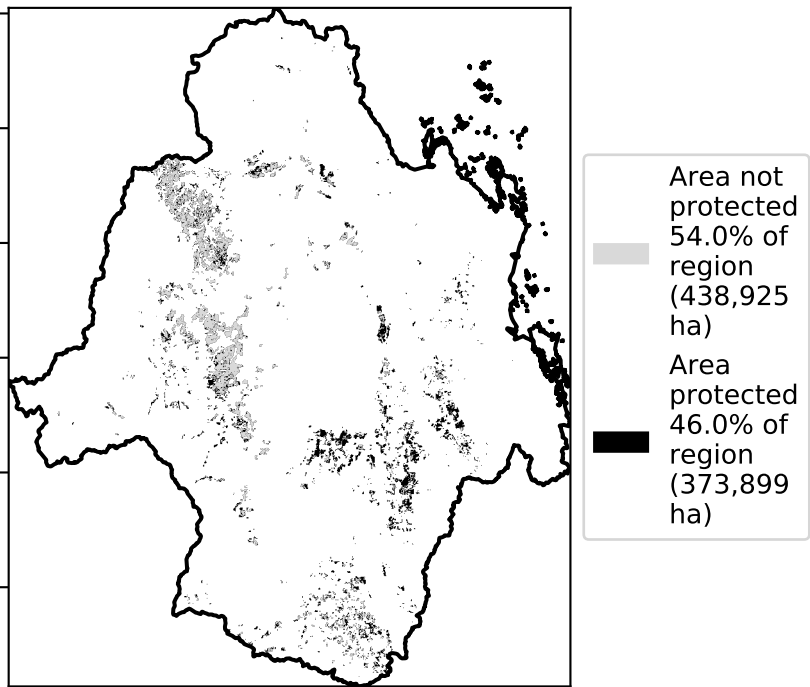 Area not
protected
54.0% of
region
(438,925
ha)
Area
protected
46.0% of
region
(373,899
ha)